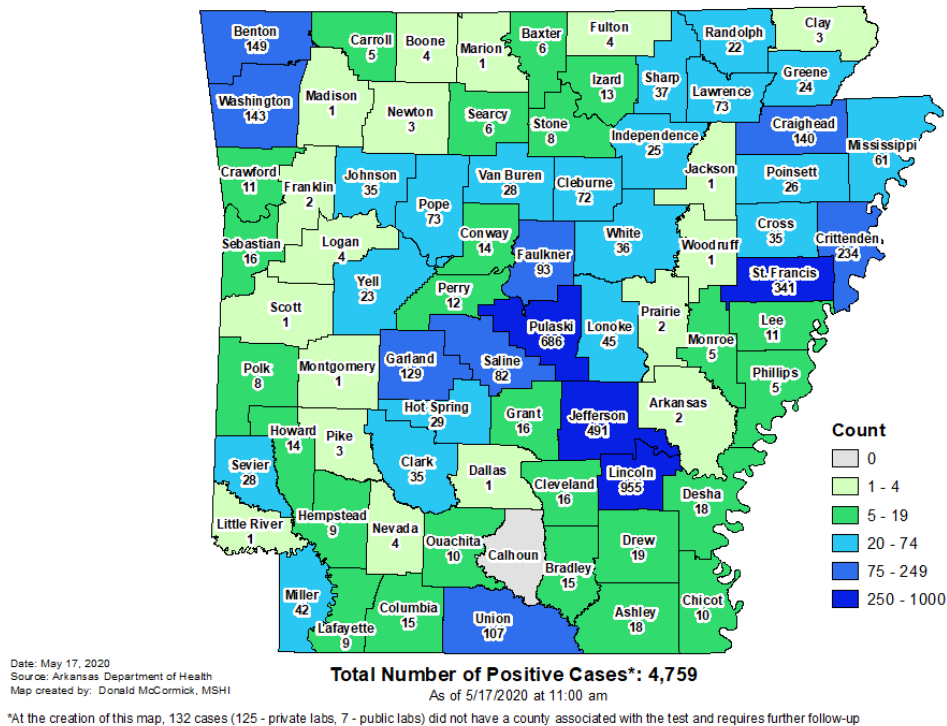 Benton
149
Carroll
5
Boone
4
Marion
1
Baxter
6
Fulton
4
Randolph
22
Clay
3
Washington
143
Madison
1
Newton
3
Searcy
6
Stone
8
Izard
13
Sharp
37
Lawrence
73
Greene
24
Craighead
140
Mississippi
61
Independence
25
Crawford
11
Franklin
2
Johnson
35
Pope
73
Van Buren
28
Cleburne
72
Jackson
1
Poinsett
26
Sebastian
16
Logan
4
Conway
14
Faulkner
93
White
36
Woodruff
1
Cross
35
Crittenden
234
St. Francis
341
Yell
23
Perry
12
Scott
1
Pulaski
686
Lonoke
45
Prairie
2
Monroe
5
Lee
11
Phillips
5
Polk
8
Montgomery
1
Garland
129
Saline
82
Hot Spring
29
Grant
16
Jefferson
491
Arkansas
2
Howard
14
Pike
3
Clark
35
Dallas
1
Cleveland
16
Lincoln
955
Desha
18
Sevier
28
Little River
1
Hempstead
9
Nevada
4
Ouachita
10
Calhoun
Bradley
15
Drew
19
Miller
42
Lafayette
9
Columbia
15
Union
107
Ashley
18
Chicot
10
Count
0
1 - 4
5 - 19
20 - 74
75 - 249
250 - 1000
Date: May 17, 2020
Source: Arkansas Department of Health
Map created by: Donald McCormick, MSHI
Total Number of Positive Cases*: 4,759
As of 5/17/2020 at 11:00 am
*At the creation of this map, 132 cases (125 - private labs, 7 - public labs) did not have a county associated with the test and requires further follow-up